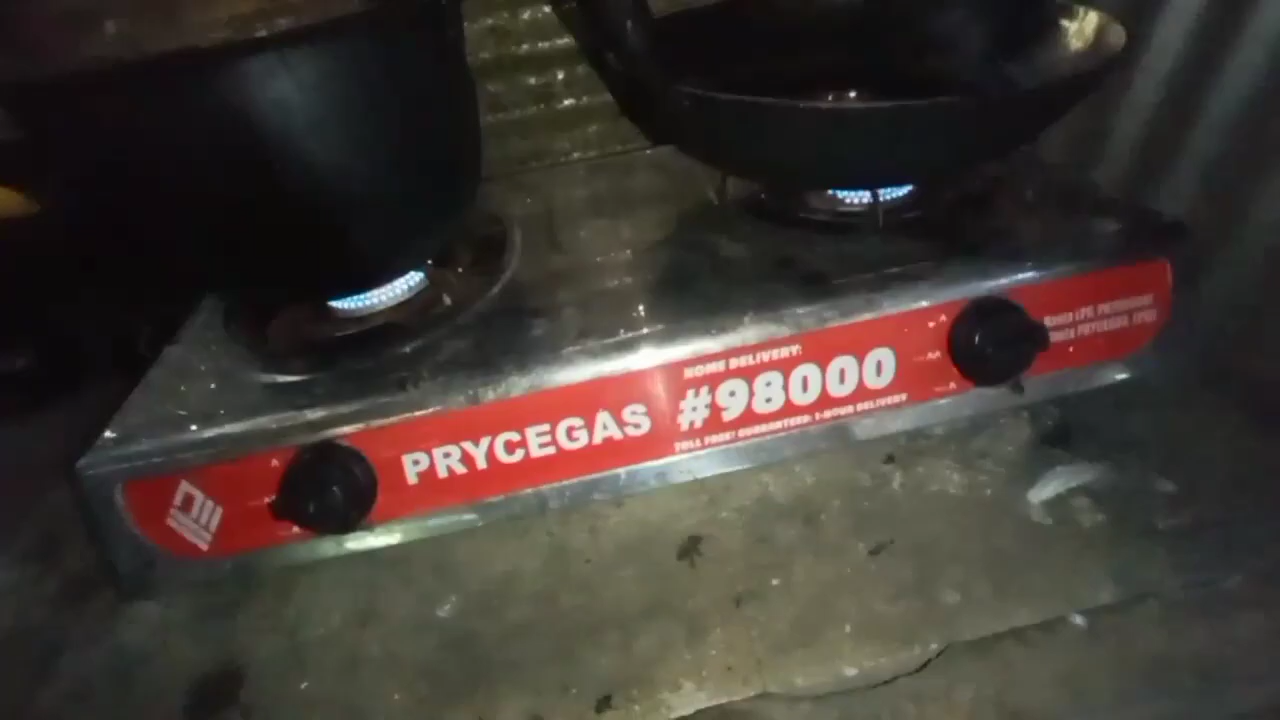 PRYCEGAS
HOME DELIVERY:
#98000
TOLL FREE! GUARANTEED: 1-HOUR DELIVERY